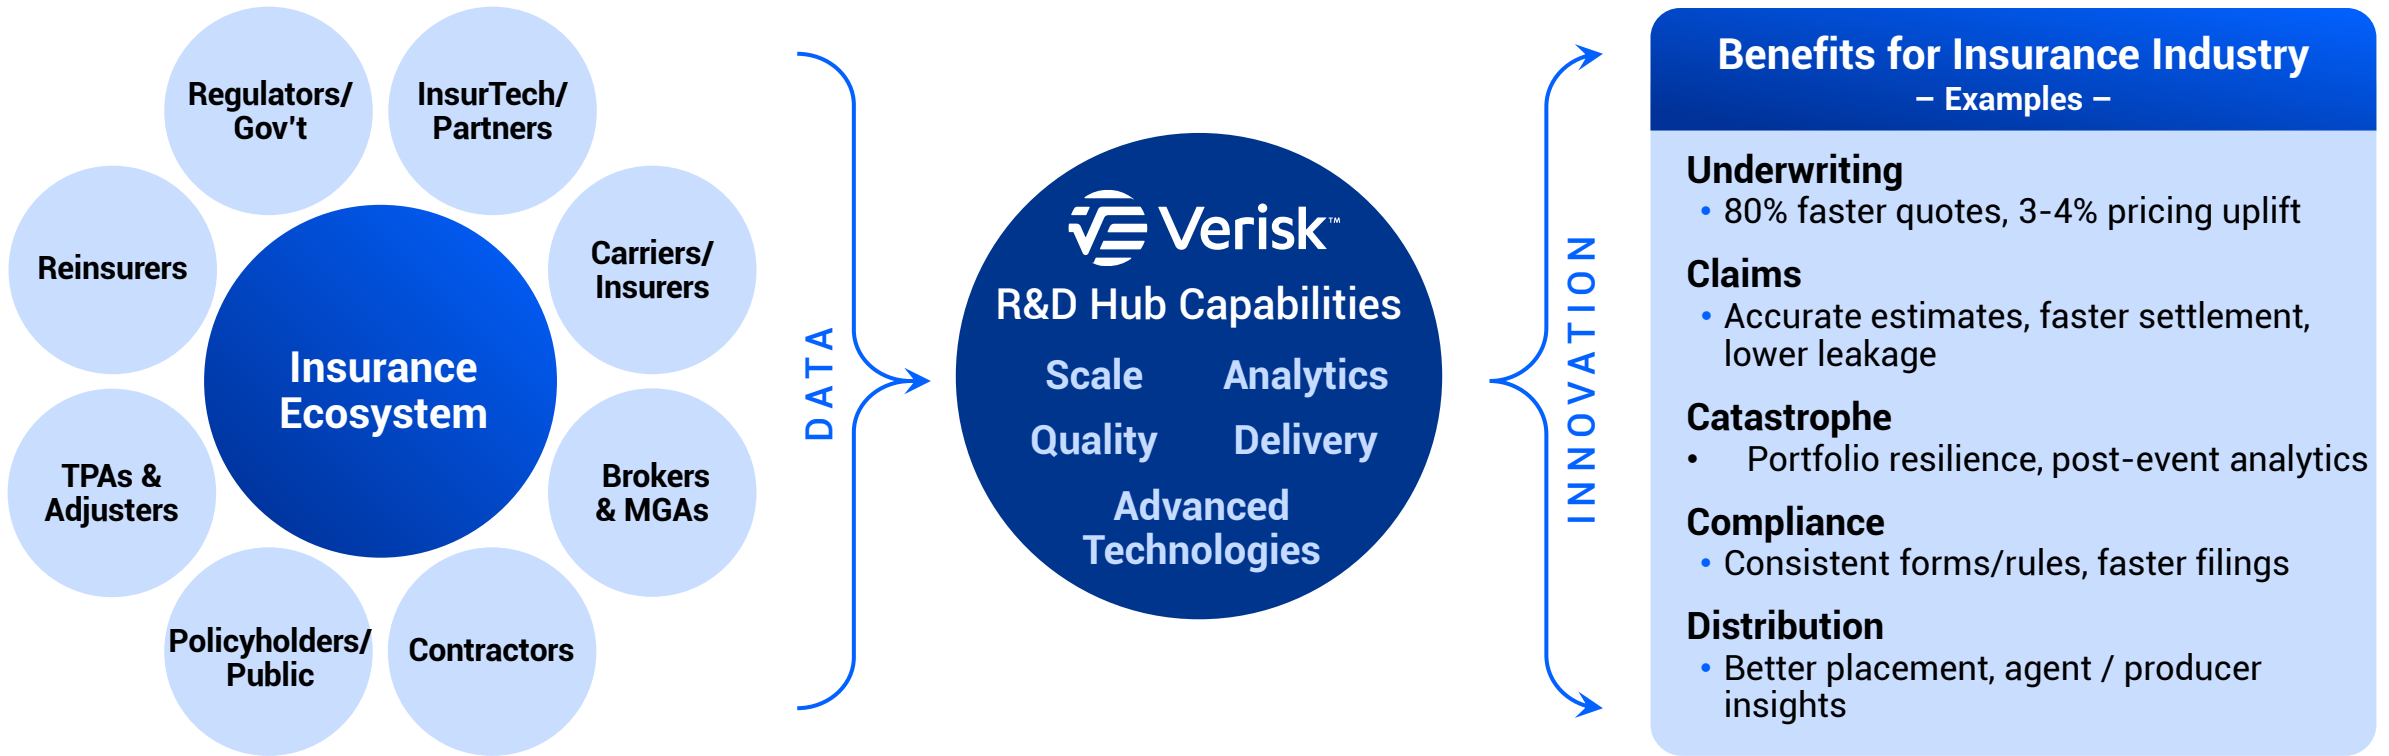 Regulators/
Gov't
InsurTech/
Partners
Reinsurers
Carriers/
Insurers
Insurance
Ecosystem
TPAs &
Adjusters
Brokers
& MGAs
Policyholders/
Public
Contractors
DATA
Verisk™
R&D Hub Capabilities
Scale
Analytics
Quality
Delivery
Advanced
Technologies
INNOVATION
Benefits for Insurance Industry
– Examples –
Underwriting
• 80% faster quotes, 3-4% pricing uplift
Claims
• Accurate estimates, faster settlement,
lower leakage
Catastrophe
• Portfolio resilience, post-event analytics
Compliance
• Consistent forms/rules, faster filings
Distribution
• Better placement, agent / producer
insights